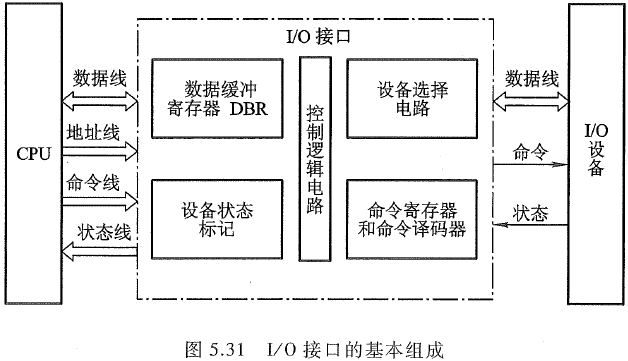 I/O 接口
CPU
数据线
地址线
命令线
状态线
数据缓冲
寄存器 DBR
设备状态
标记
控制逻辑电路
设备选择
电路
命令寄存器
和命令译码器
数据线
命令
状态
I/O
设备
图 5.31 I/O 接口的基本组成